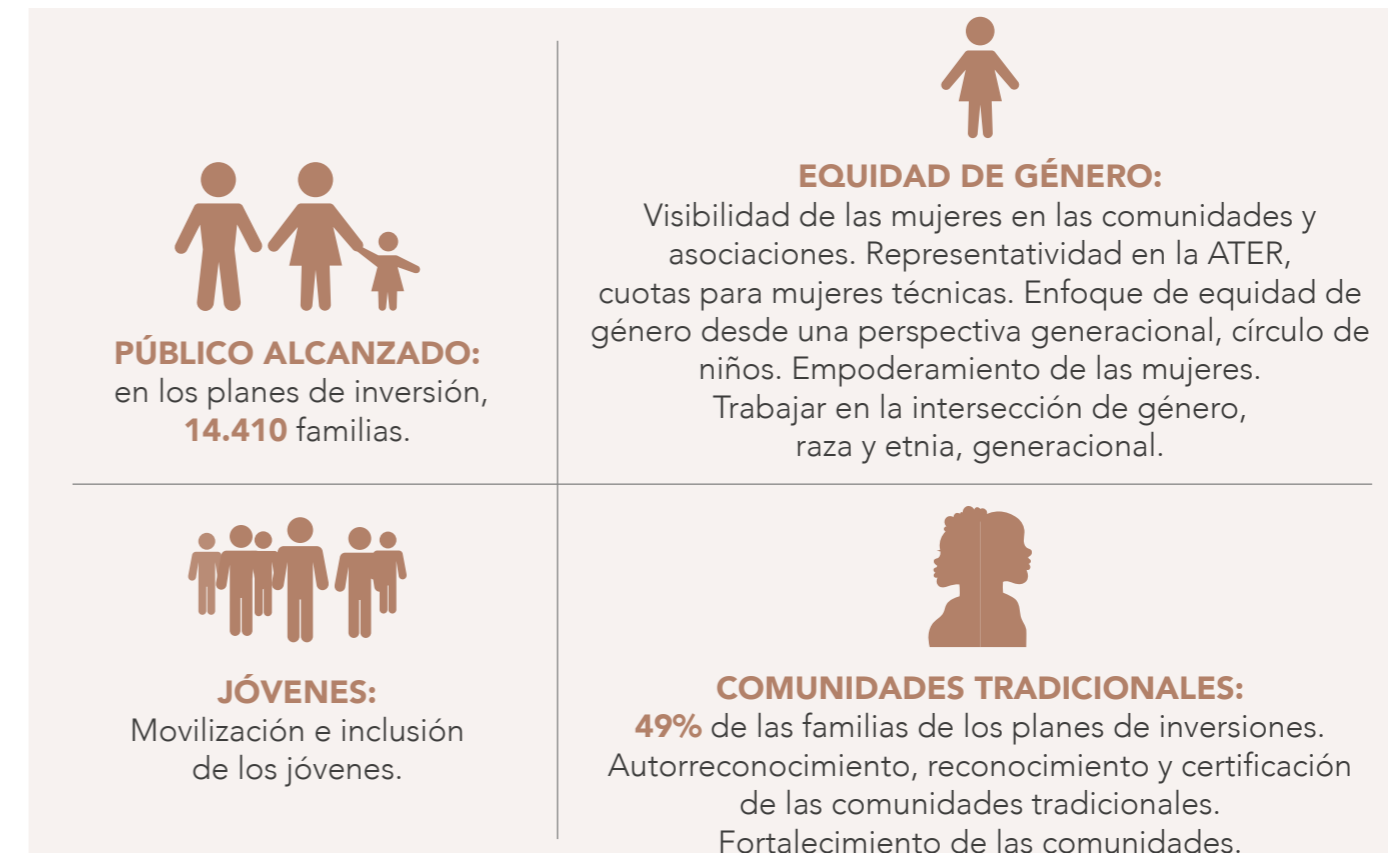 PÚBLICO ALCANZADO:
en los planes de inversión,
14.410 familias.
EQUIDAD DE GÉNERO:
Visibilidad de las mujeres en las comunidades y
asociaciones. Representatividad en la ATER,
cuotas para mujeres técnicas. Enfoque de equidad de
género desde una perspectiva generacional, círculo de
niños. Empoderamiento de las mujeres.
Trabajar en la intersección de género,
raza y etnia, generacional.
JÓVENES:
Movilización e inclusión
de los jóvenes.
COMUNIDADES TRADICIONALES:
49% de las familias de los planes de inversiones.
Autorreconocimiento, reconocimiento y certificación
de las comunidades tradicionales.
Fortalecimiento de las comunidades.